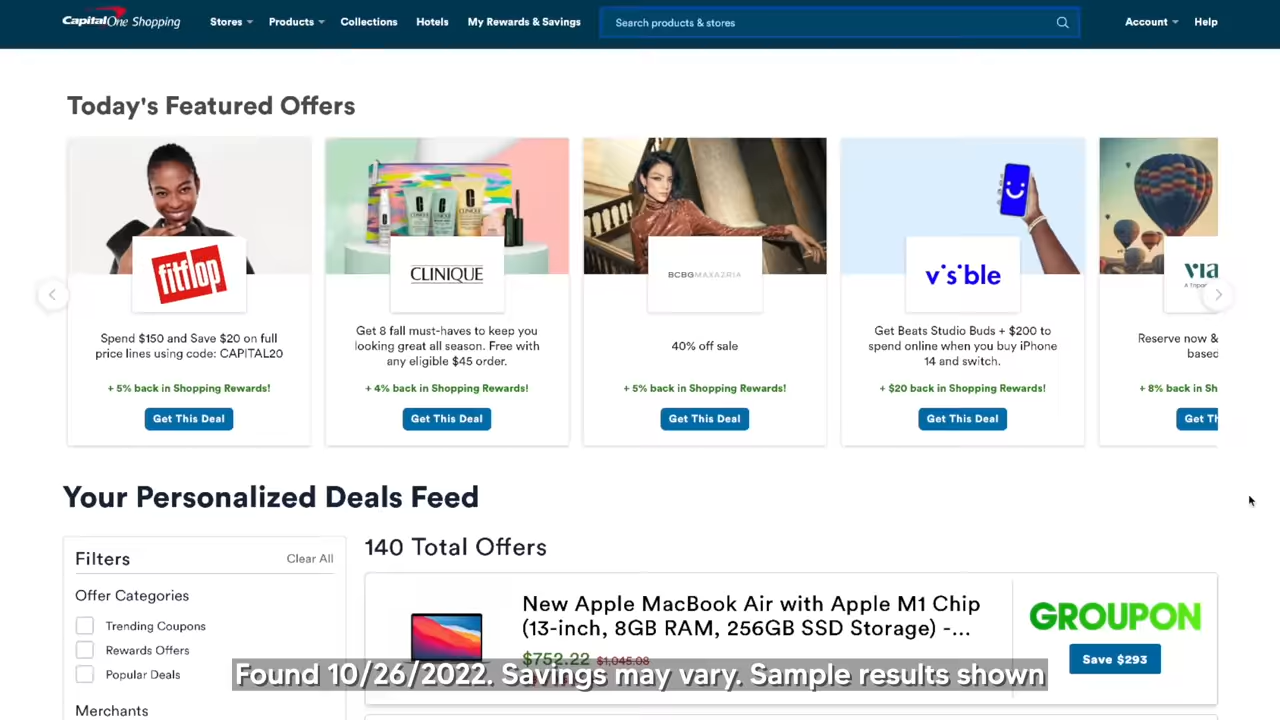 CapitalOne Shopping
Stores
Products
Collections
Hotels
My Rewards & Savings
Search products & stores
Account
Help
Today's Featured Offers
fitflop
Spend $150 and Save $20 on full
price lines using code: CAPITAL20
+ 5% back in Shopping Rewards!
Get This Deal
CLINIQUE
Get 8 fall must-haves to keep you
looking great all season. Free with
any eligible $45 order.
+ 4% back in Shopping Rewards!
Get This Deal
BCBGMAXAZRIA
40% off sale
+ 5% back in Shopping Rewards!
Get This Deal
visible
Get Beats Studio Buds + $200 to
spend online when you buy iPhone
14 and switch.
+ $20 back in Shopping Rewards!
Get This Deal
Reserve now &
based
+ 8% back in Sh
Your Personalized Deals Feed
Filters
Clear All
Offer Categories
Trending Coupons
Rewards Offers
Popular Deals
Merchants
140 Total Offers
New Apple MacBook Air with Apple M1 Chip
(13-inch, 8GB RAM, 256GB SSD Storage) -...
$752.22 $1,045.08
GROUPON
Save $293
Found 10/26/2022. Savings may vary. Sample results shown